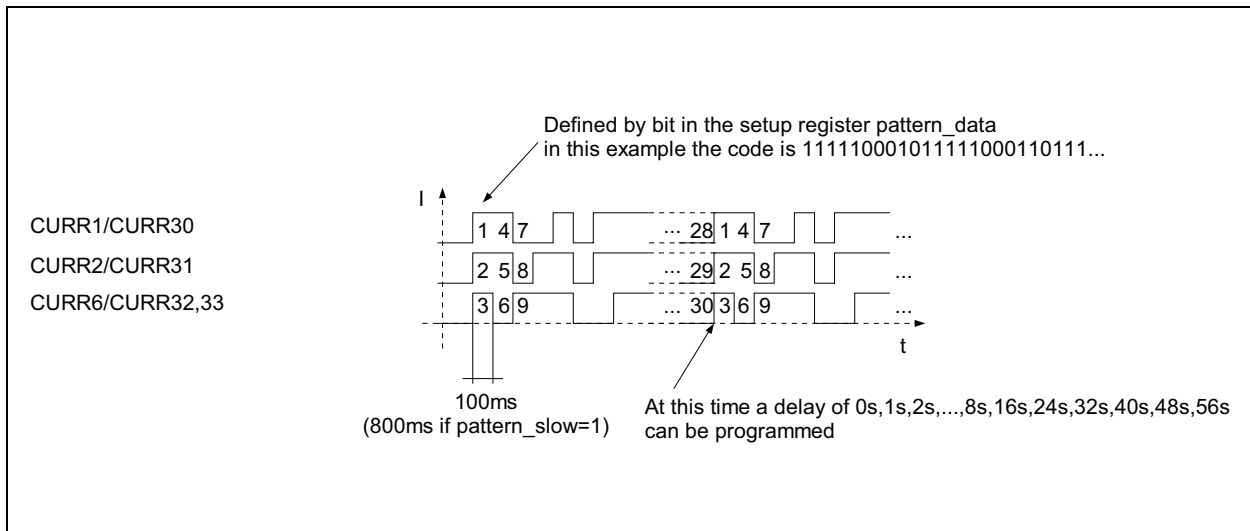 Defined by bit in the setup register pattern_data
in this example the code is 111110001011111000110111...
I
CURR1/CURR30
1 4 7 ... 28 1 4 7 ...
CURR2/CURR31
2 5 8 ... 29 2 5 8
CURR6/CURR32,33
3 6 9 ... 30 3 6 9 ...
t
100ms
(800ms if pattern_slow=1)
At this time a delay of 0s,1s,2s,...,8s,16s,24s,32s,40s,48s,56s
can be programmed